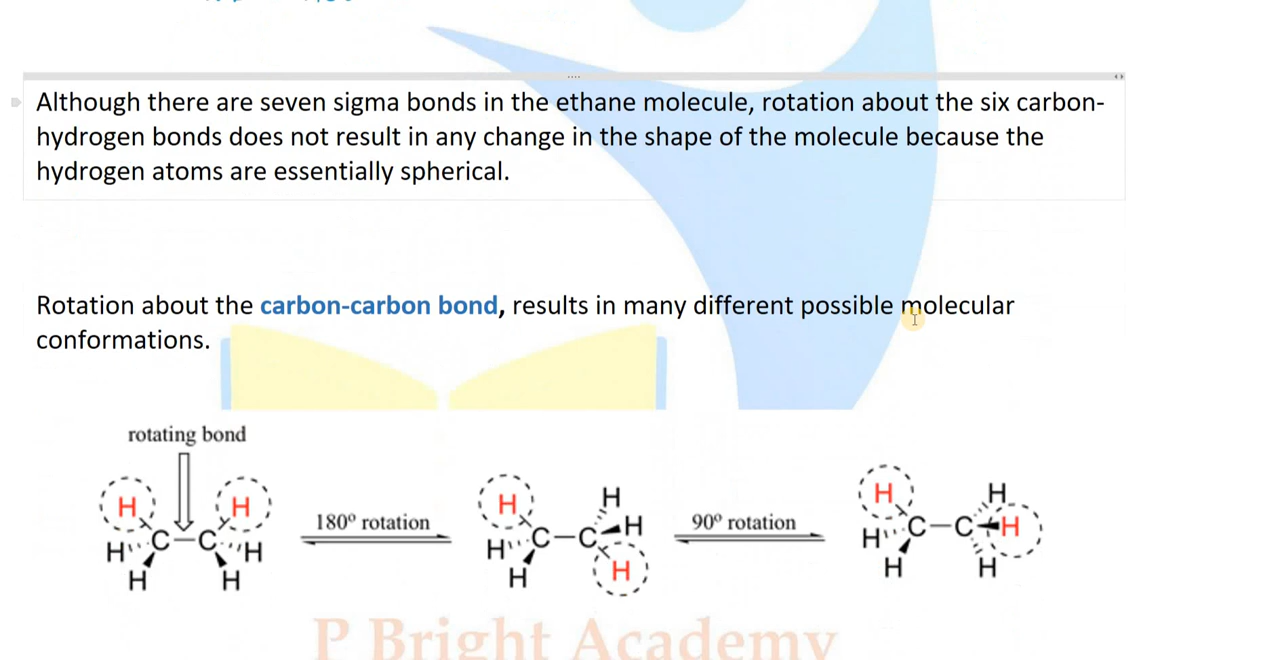 Although there are seven sigma bonds in the ethane molecule, rotation about the six carbon-
hydrogen bonds does not result in any change in the shape of the molecule because the
hydrogen atoms are essentially spherical.
Rotation about the carbon-carbon bond, results in many different possible molecular
conformations.
rotating bond
H H H H H H
180º rotation
90º rotation
H C – C H H C – C H H C – C H
H H H H H H
P Bright Academy